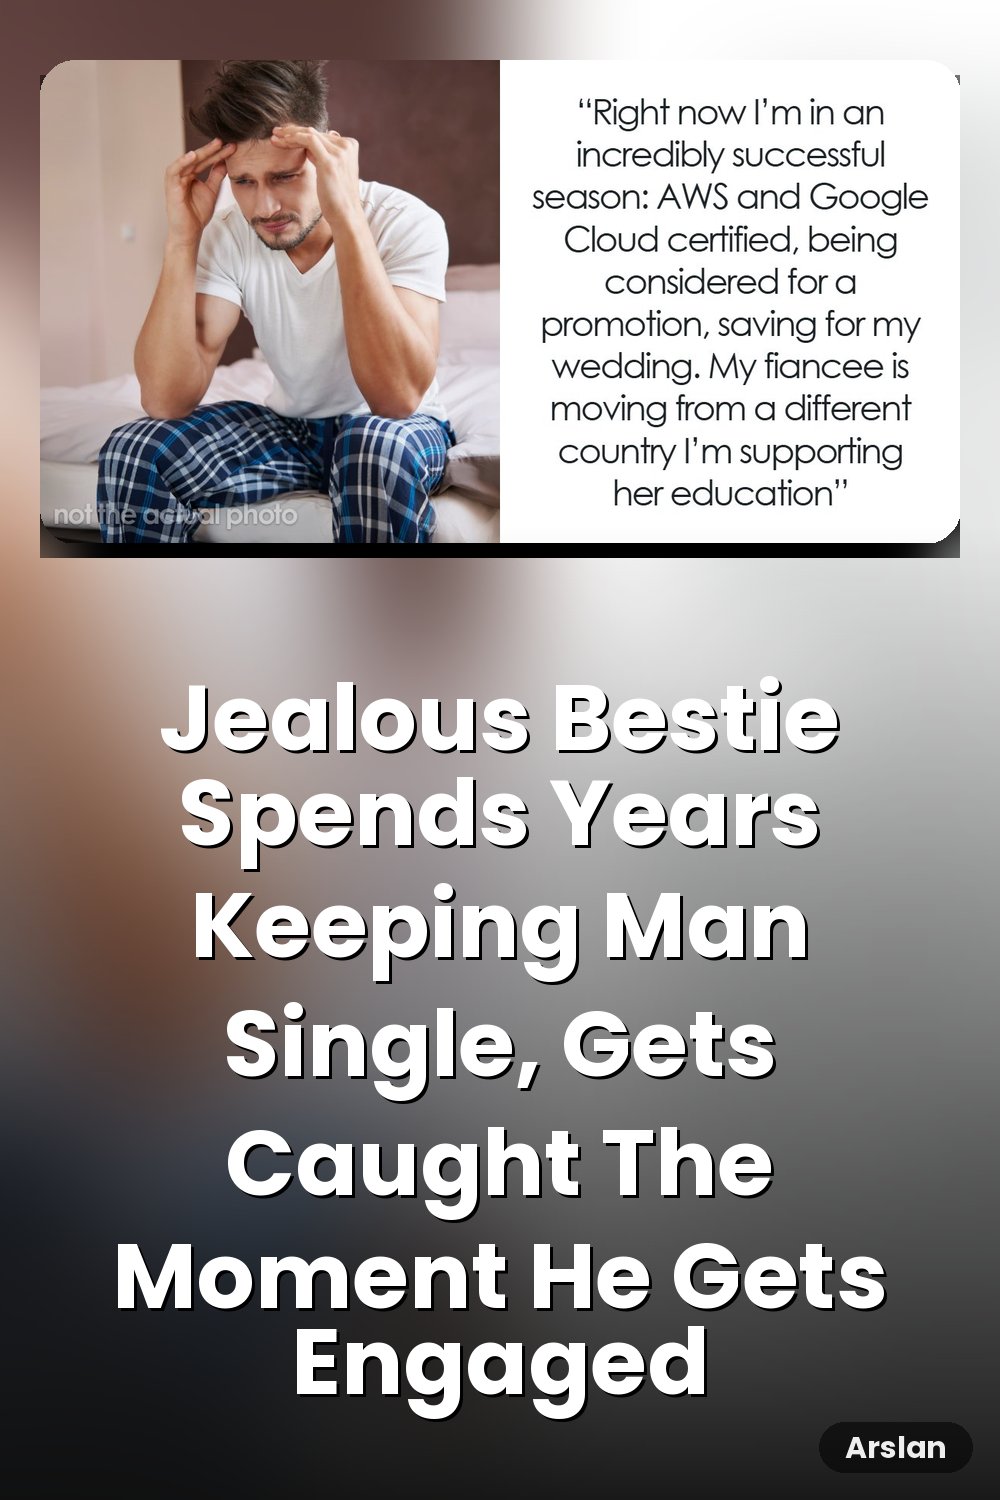 “Right now I’m in an
incredibly successful
season: AWS and Google
Cloud certified, being
considered for a
promotion, saving for my
wedding. My fiancee is
moving from a different
country I’m supporting
her education”
not the actual photo
Jealous Bestie
Spends Years
Keeping Man
Single, Gets
Caught The
Moment He Gets
Engaged
Arslan